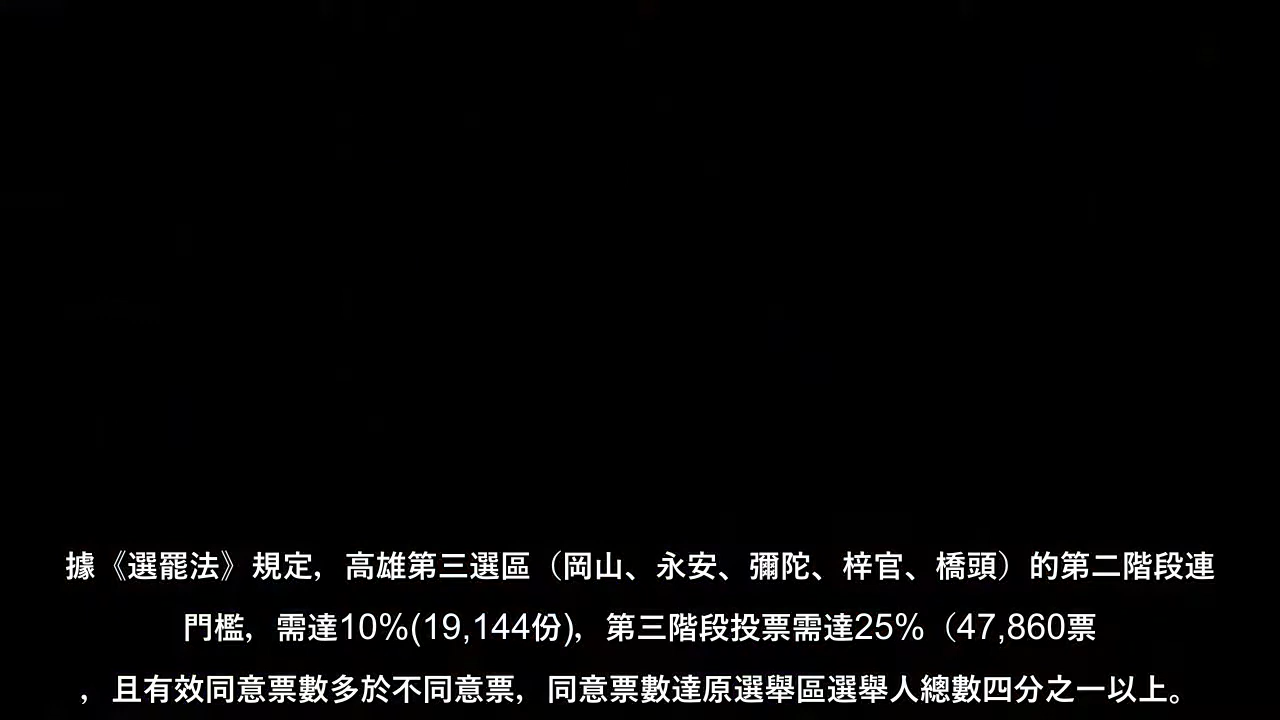 據《選罷法》規定，高雄第三選區（岡山、永安、彌陀、梓官、橋頭）的第二階段連
門檻，需達10%(19,144份)，第三階段投票需達25%（47,860票
，且有效同意票數多於不同意票，同意票數達原選舉區選舉人總數四分之一以上。